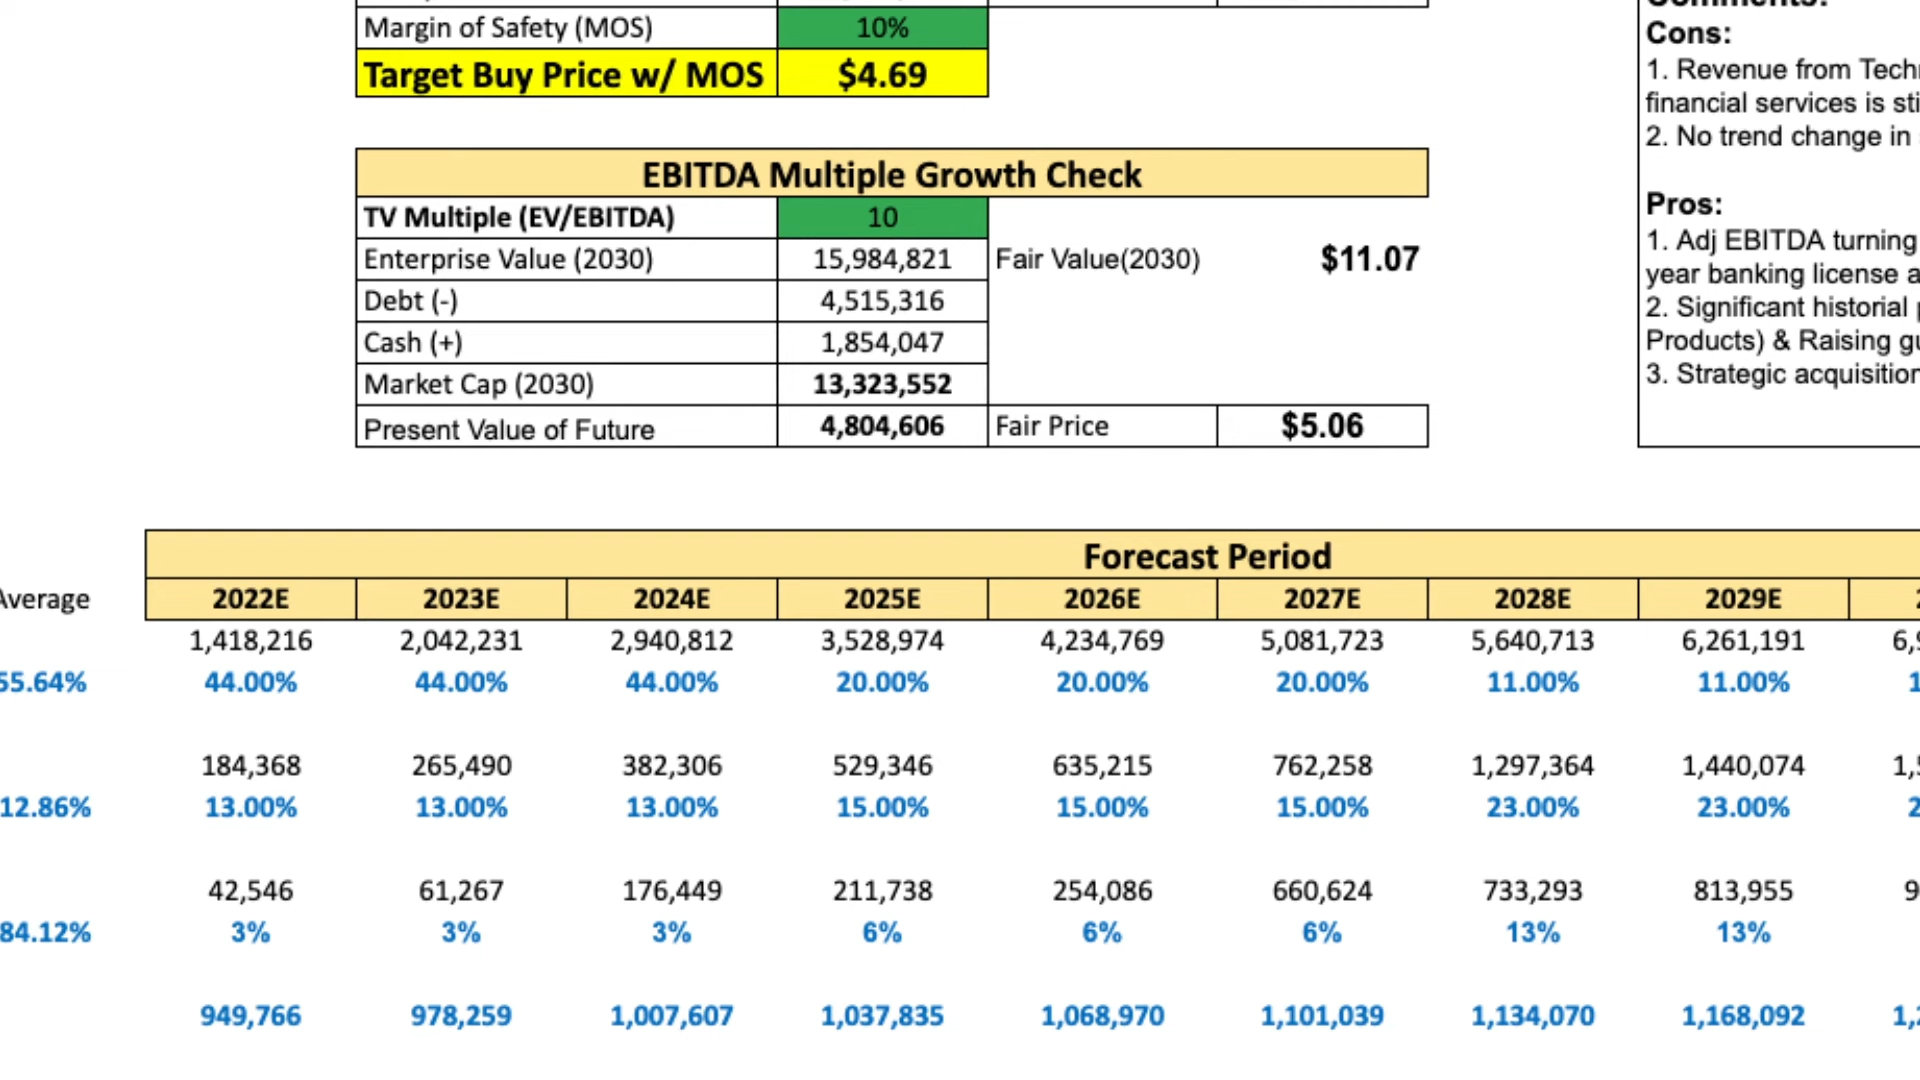 Margin of Safety (MOS) 10%
Target Buy Price w/ MOS $4.69
EBITDA Multiple Growth Check
TV Multiple (EV/EBITDA) 10
Enterprise Value (2030) 15,984,821 Fair Value(2030) $11.07
Debt (-) 4,515,316
Cash (+) 1,854,047
Market Cap (2030) 13,323,552
Present Value of Future 4,804,606 Fair Price $5.06
Comments:
Cons:
1. Revenue from Tech
financial services is
2. No trend change in
Pros:
1. Adj EBITDA turning
year banking license
2. Significant historial
Products) & Raising
3. Strategic acquisition
Forecast Period
Average 2022E 2023E 2024E 2025E 2026E 2027E 2028E 2029E
1,418,216 2,042,231 2,940,812 3,528,974 4,234,769 5,081,723 5,640,713 6,261,191
55.64% 44.00% 44.00% 44.00% 20.00% 20.00% 20.00% 11.00% 11.00%
184,368 265,490 382,306 529,346 635,215 762,258 1,297,364 1,440,074
12.86% 13.00% 13.00% 13.00% 15.00% 15.00% 15.00% 23.00% 23.00%
42,546 61,267 176,449 211,738 254,086 660,624 733,293 813,955
84.12% 3% 3% 3% 6% 6% 6% 13% 13%
949,766 978,259 1,007,607 1,037,835 1,068,970 1,101,039 1,134,070 1,168,092